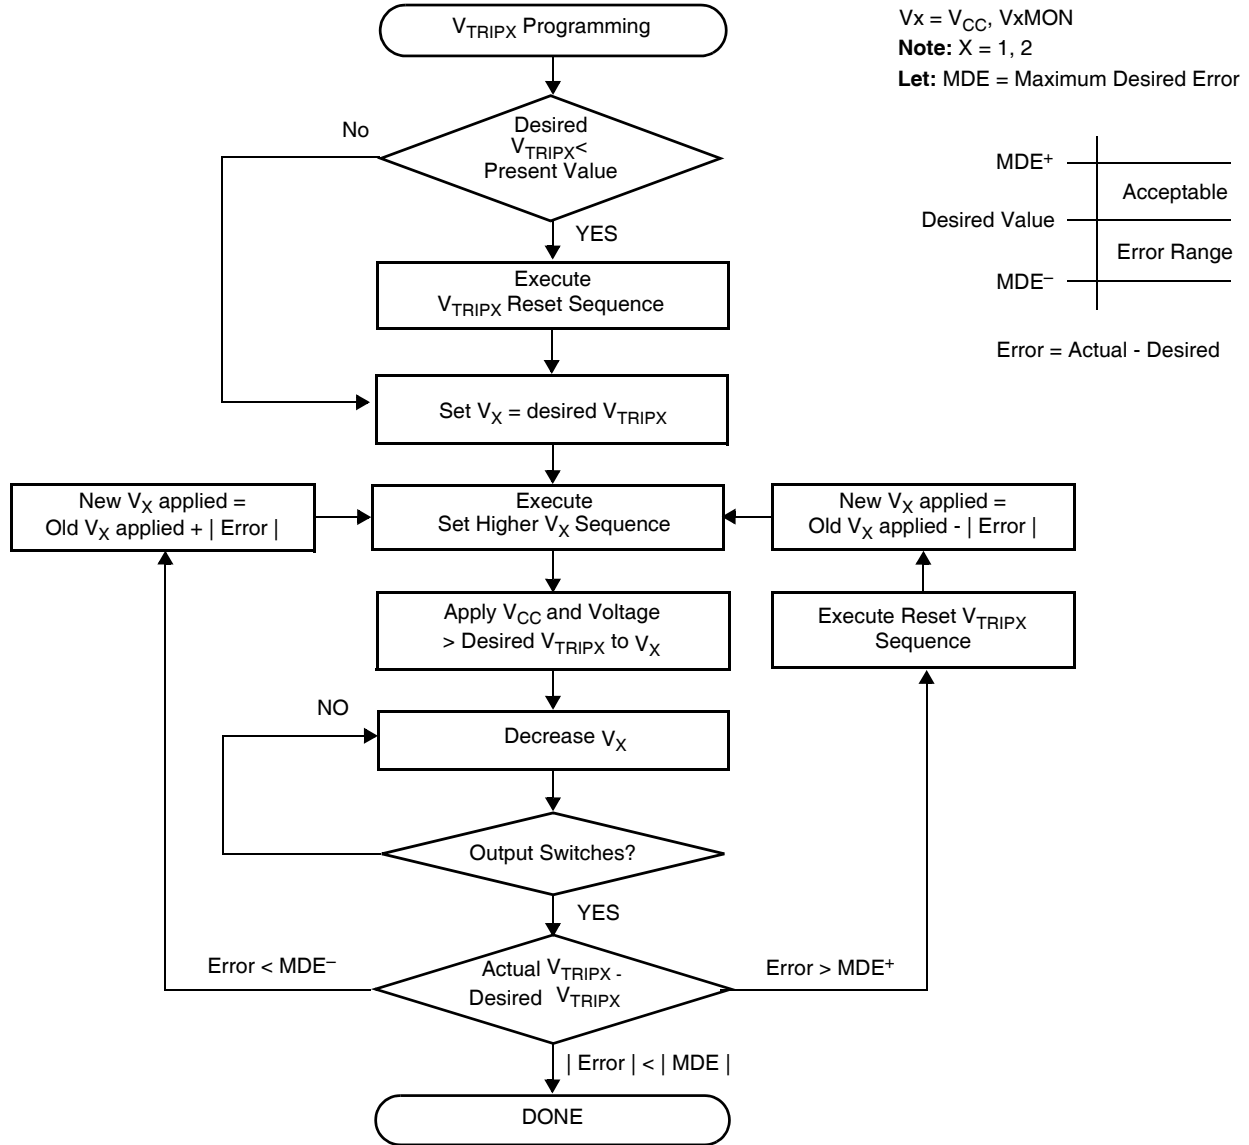 VTRIPX Programming
Vx = VCC, VxMON
Note: X = 1, 2
Let: MDE = Maximum Desired Error
No
Desired
VTRIPX<
Present Value
MDE+
Acceptable
Desired Value
Error Range
MDE–
Error = Actual - Desired
YES
Execute
VTRIPX Reset Sequence
Set VX = desired VTRIPX
New VX applied =
Old VX applied + | Error |
Execute
Set Higher VX Sequence
New VX applied =
Old VX applied - | Error |
Apply VCC and Voltage
> Desired VTRIPX to VX
Execute Reset VTRIPX
Sequence
NO
Decrease VX
Output Switches?
YES
Error < MDE–
Actual VTRIPX -
Desired VTRIPX
Error > MDE+
| Error | < | MDE |
DONE